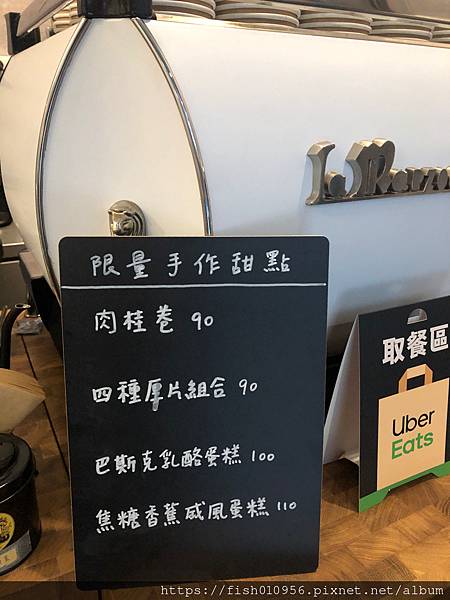 La Marzo
限量手作甜點
肉桂卷 90
四種厚片組合 90
巴斯克乳酪蛋糕 100
焦糖香蕉戚風蛋糕 110
取餐區
Uber
Eats
https://fish010956.pixnet.net/album